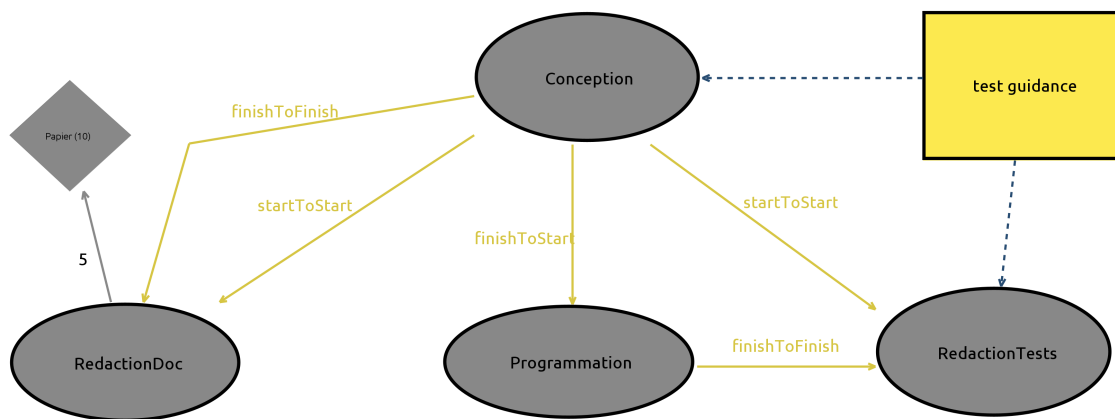 Conception
test guidance
finishToFinish
Papier (10)
startToStart
startToStart
finishToStart
5
RedactionDoc
Programmation
finishToFinish
RedactionTests